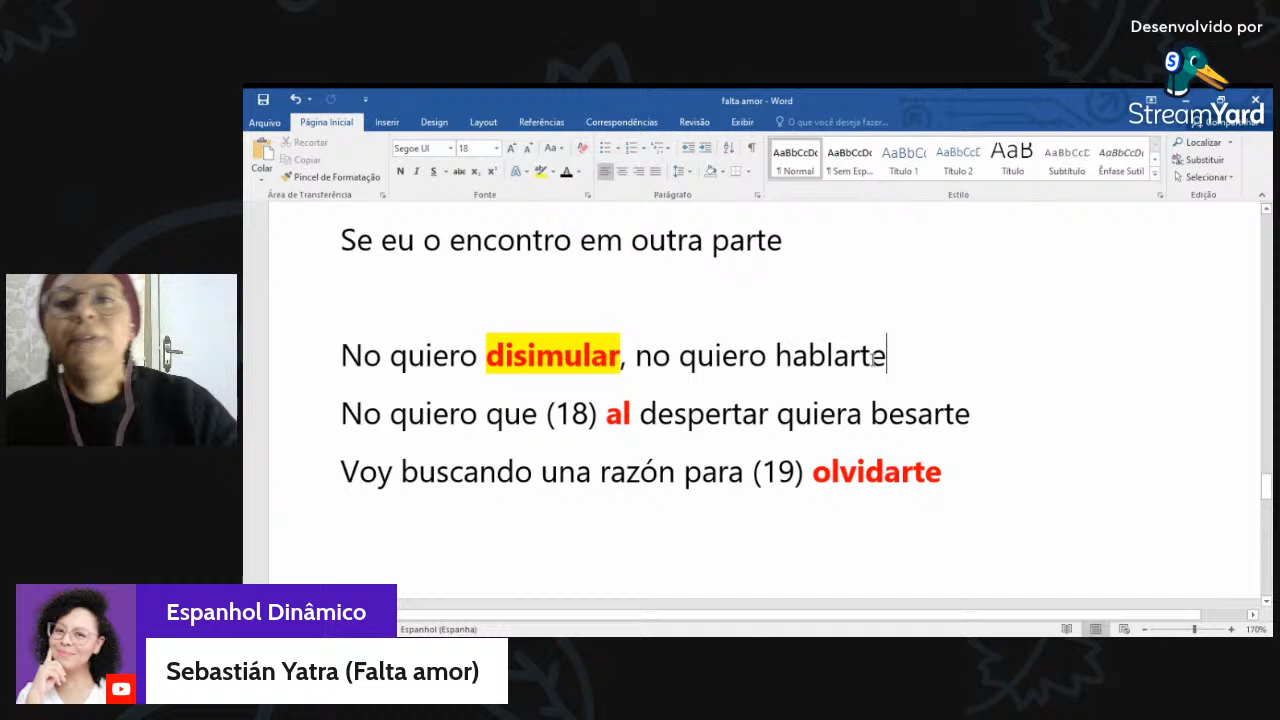 Desenvolvido por
StreamYard
falta amor - Word
Arquivo Página Inicial Inserir Design Layout Referências Correspondências Revisão Exibir O que você deseja fazer...
Colar
Recortar
Copiar
Pincel de Formatação
Área de Transferência
Segoe UI 18
Fonte
Parágrafo
AaBbCcDc AaBbCcDc AaBbCc AaBbCcD AaB AaBbCcD AaBbCcDc
¶ Normal ¶ Sem Esp... Título 1 Título 2 Título Subtítulo Ênfase Sutil
Estilo
Localizar
Substituir
Selecionar
Edição
Se eu o encontro em outra parte
No quiero disimular, no quiero hablarte
No quiero que (18) al despertar quiera besarte
Voy buscando una razón para (19) olvidarte
Espanhol (Espanha)
170%
Espanhol Dinâmico
Sebastián Yatra (Falta amor)